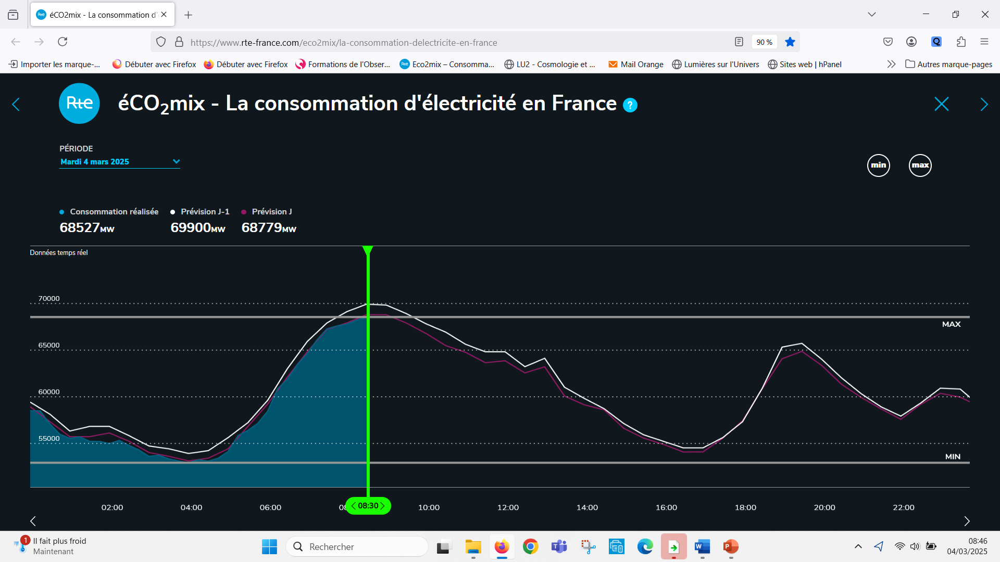 éCO2mix - La consommation d'
https://www.rte-france.com/eco2mix/la-consommation-delectricite-en-france
90 %
Importer les marque-...
Débuter avec Firefox
Débuter avec Firefox
Formations de l'Obser...
Rte
Eco2mix – Consomma...
LU2 - Cosmologie et ...
Mail Orange
Lumières sur l'Univers
Sites web | hPanel
Autres marque-pages
Rte
éCO₂mix - La consommation d'électricité en France ?
PÉRIODE
Mardi 4 mars 2025
min
max
Consommation réalisée
Prévision J-1
Prévision J
68527MW
69900MW
68779MW
Données temps réel
70000
MAX
65000
60000
55000
MIN
02:00
04:00
06:00
08:30
10:00
12:00
14:00
16:00
18:00
20:00
22:00
1
Il fait plus froid
Maintenant
Rechercher
08:46
04/03/2025